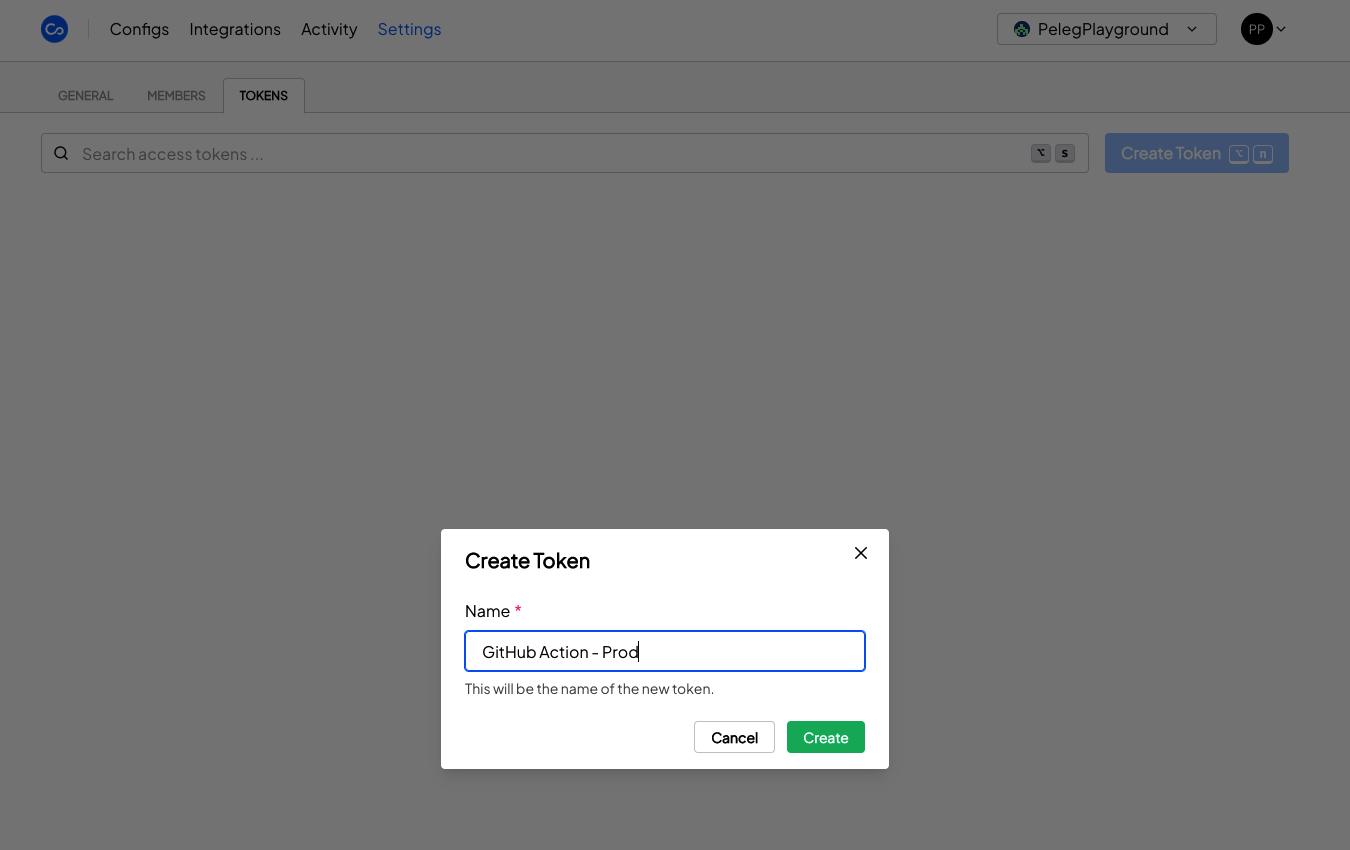 Configs Integrations Activity Settings PelegPlayground PP
GENERAL MEMBERS TOKENS
Search access tokens ... ⌥ s Create Token ⌥ n
Create Token
Name *
GitHub Action - Prod
This will be the name of the new token.
Cancel Create